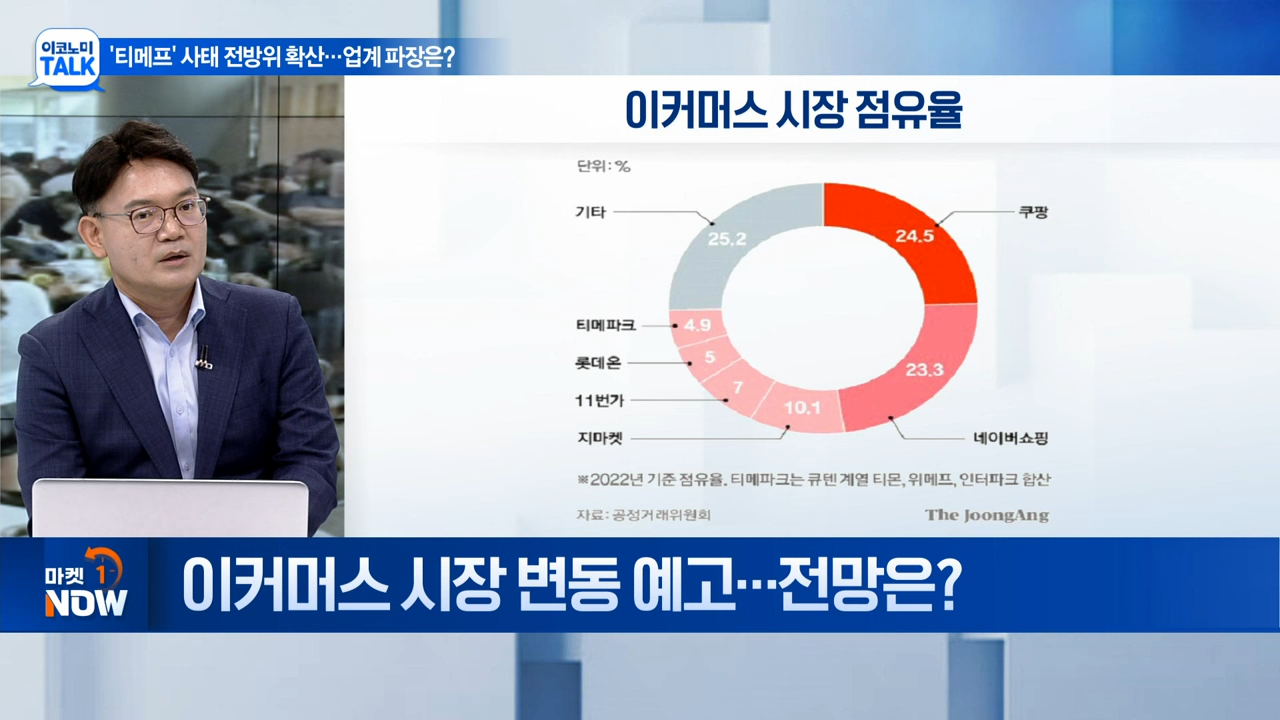 이코노미
TALK
'티메프' 사태 전방위 확산…업계 파장은?
이커머스 시장 점유율
단위: %
기타
25.2
쿠팡
24.5
티메파크
4.9
롯데온
5
11번가
7
지마켓
10.1
네이버쇼핑
23.3
※2022년 기준 점유율. 티메파크는 큐텐 계열 티몬, 위메프, 인터파크 합산
자료: 공정거래위원회
The JoongAng
마켓 1
NOW
이커머스 시장 변동 예고…전망은?